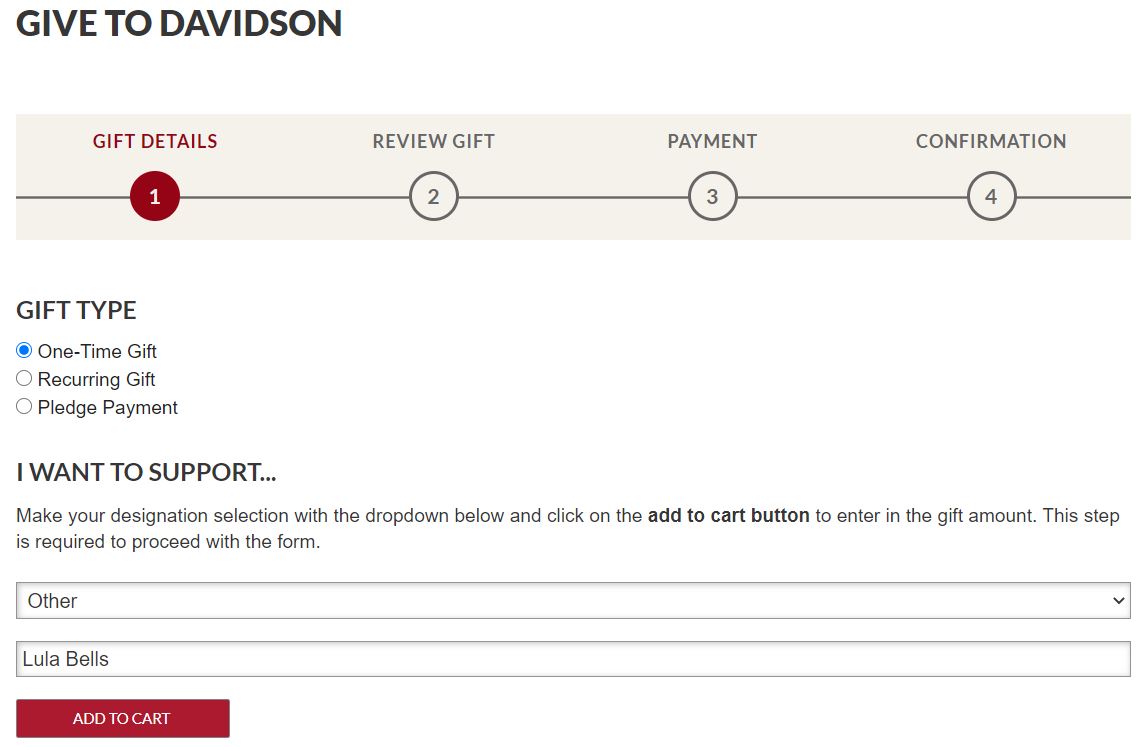 GIVE TO DAVIDSON
GIFT DETAILS
REVIEW GIFT
PAYMENT
CONFIRMATION
1
2
3
4
GIFT TYPE
One-Time Gift
Recurring Gift
Pledge Payment
I WANT TO SUPPORT...
Make your designation selection with the dropdown below and click on the add to cart button to enter in the gift amount. This step
is required to proceed with the form.
Other
Lula Bells
ADD TO CART